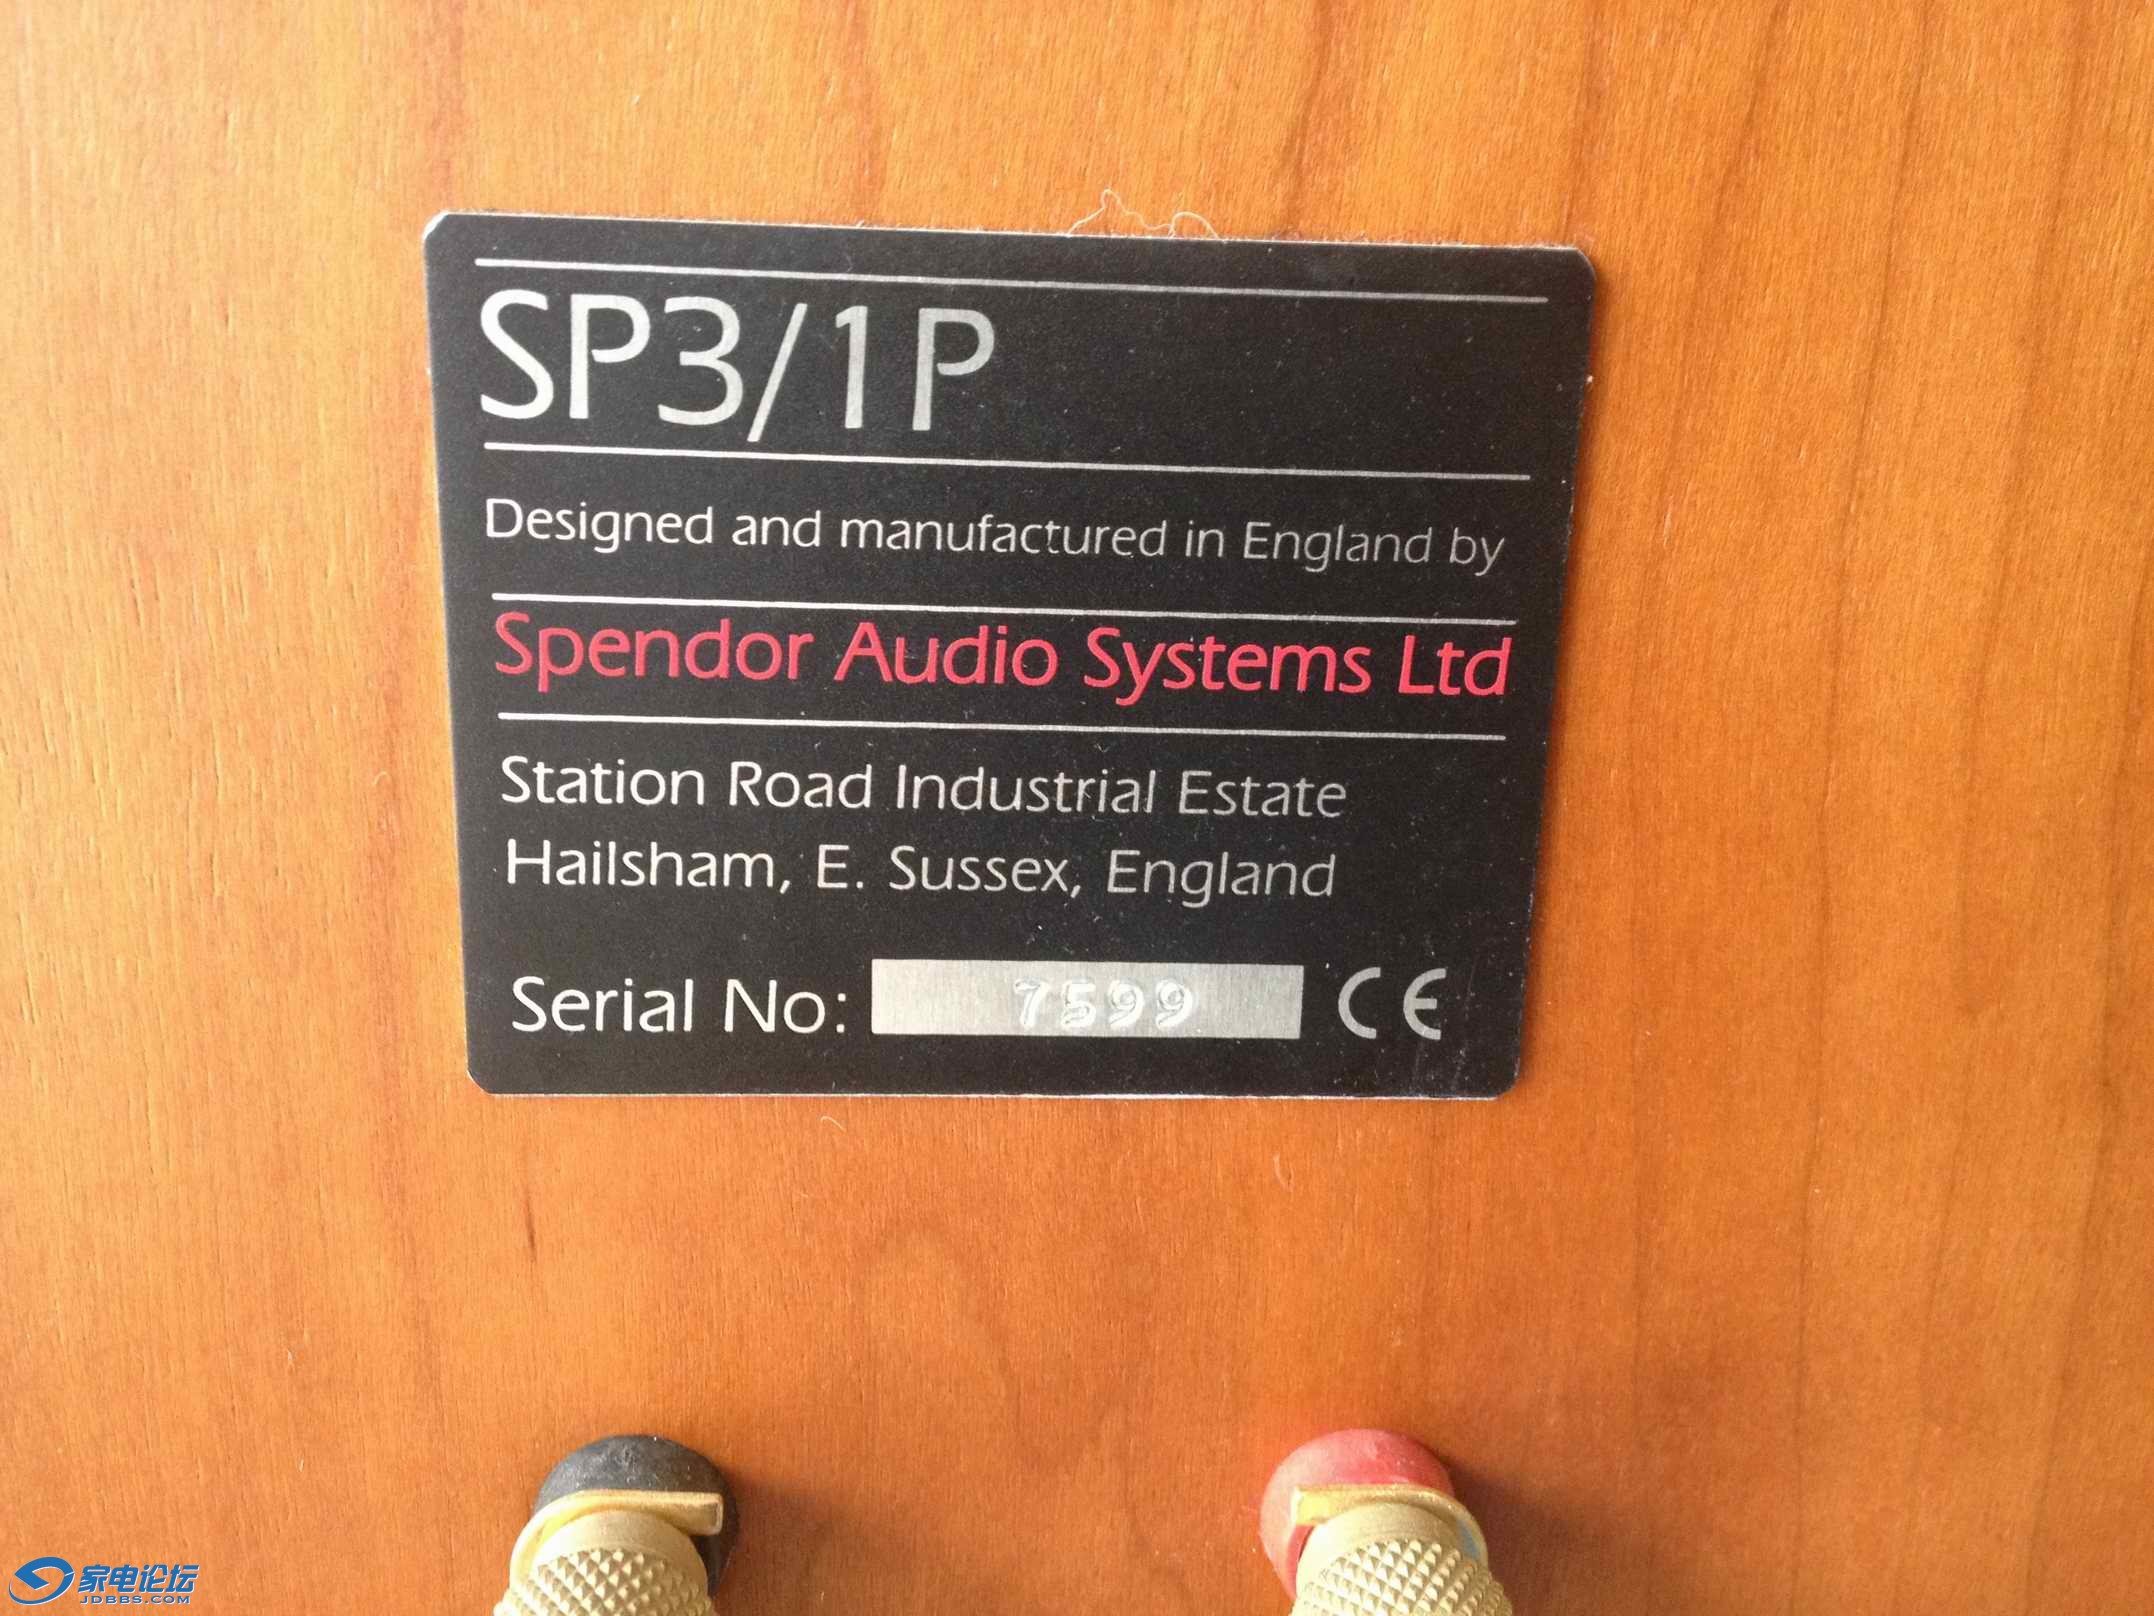 SP3/1P
Designed and manufactured in England by
Spendor Audio Systems Ltd
Station Road Industrial Estate
Hailsham, E. Sussex, England
Serial No: 7599 CE
家电论坛
JDBBS.COM